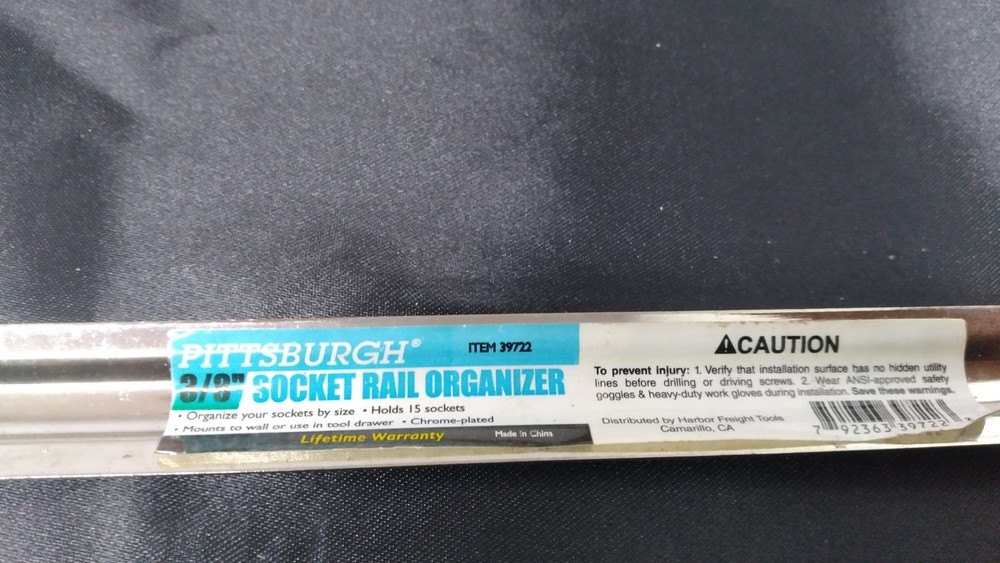 PITTSBURGH® ITEM 39722
3/8" SOCKET RAIL ORGANIZER
• Organize your sockets by size • Holds 15 sockets
• Mounts to wall or use in tool drawer • Chrome-plated
Lifetime Warranty Made in China
⚠CAUTION
To prevent injury: 1. Verify that installation surface has no hidden utility
lines before drilling or driving screws. 2. Wear ANSI-approved safety
goggles & heavy-duty work gloves during installation. Save these warnings.
Distributed by Harbor Freight Tools
Camarillo, CA
7 92363 39722